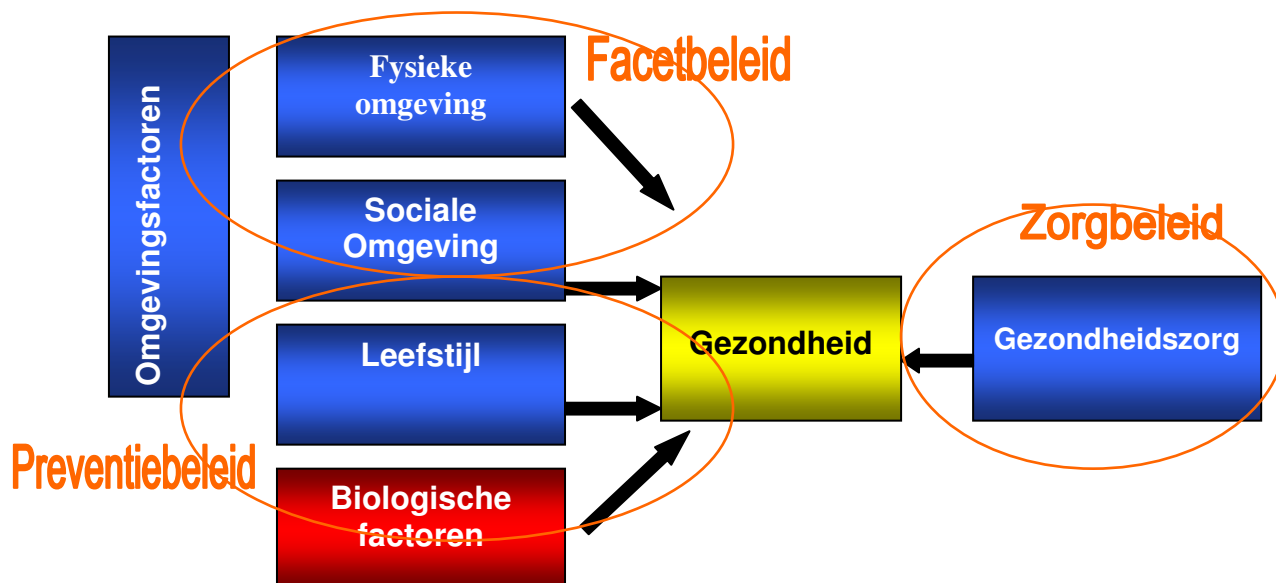 Omgevingsfactoren
Fysieke
omgeving
Facetbeleid
Sociale
Omgeving
Zorgbeleid
Leefstijl
Gezondheid
Gezondheidszorg
Preventiebeleid
Biologische
factoren